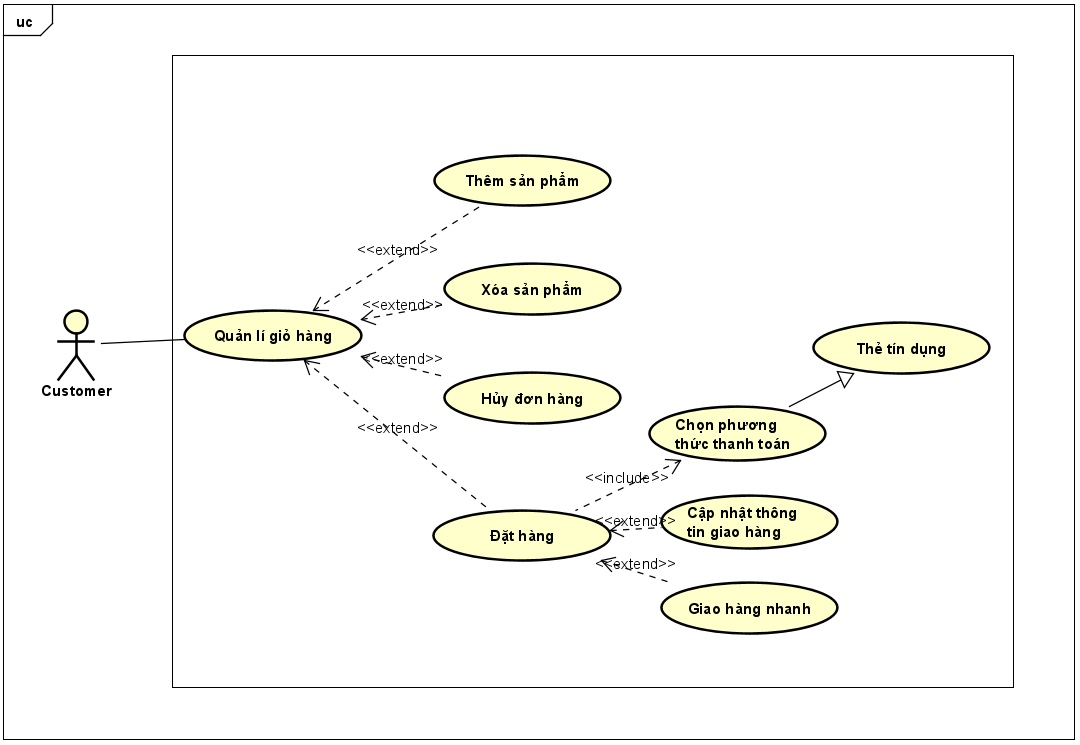 uc
Thêm sản phẩm
<<extend>>
Xóa sản phẩm
<<extend>>
Quản lí giỏ hàng
Customer
<<extend>>
Hủy đơn hàng
<<extend>>
Thẻ tín dụng
Chọn phương
thức thanh toán
<<include>>
Cập nhật thông
tin giao hàng
<<extend>>
Đặt hàng
<<extend>>
Giao hàng nhanh